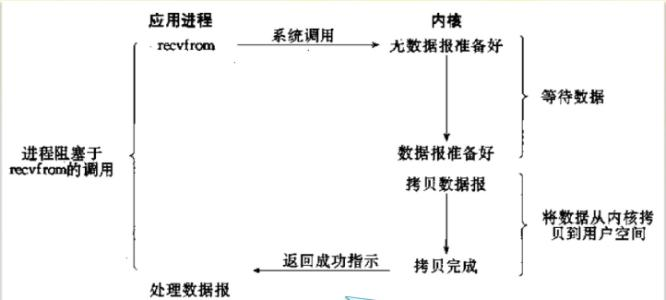 应用进程
内核
recvfrom
系统调用
无数据报准备好
等待数据
进程阻塞于
recvfrom的调用
数据报准备好
拷贝数据报
将数据从内核拷
贝到用户空间
返回成功指示
拷贝完成
处理数据报